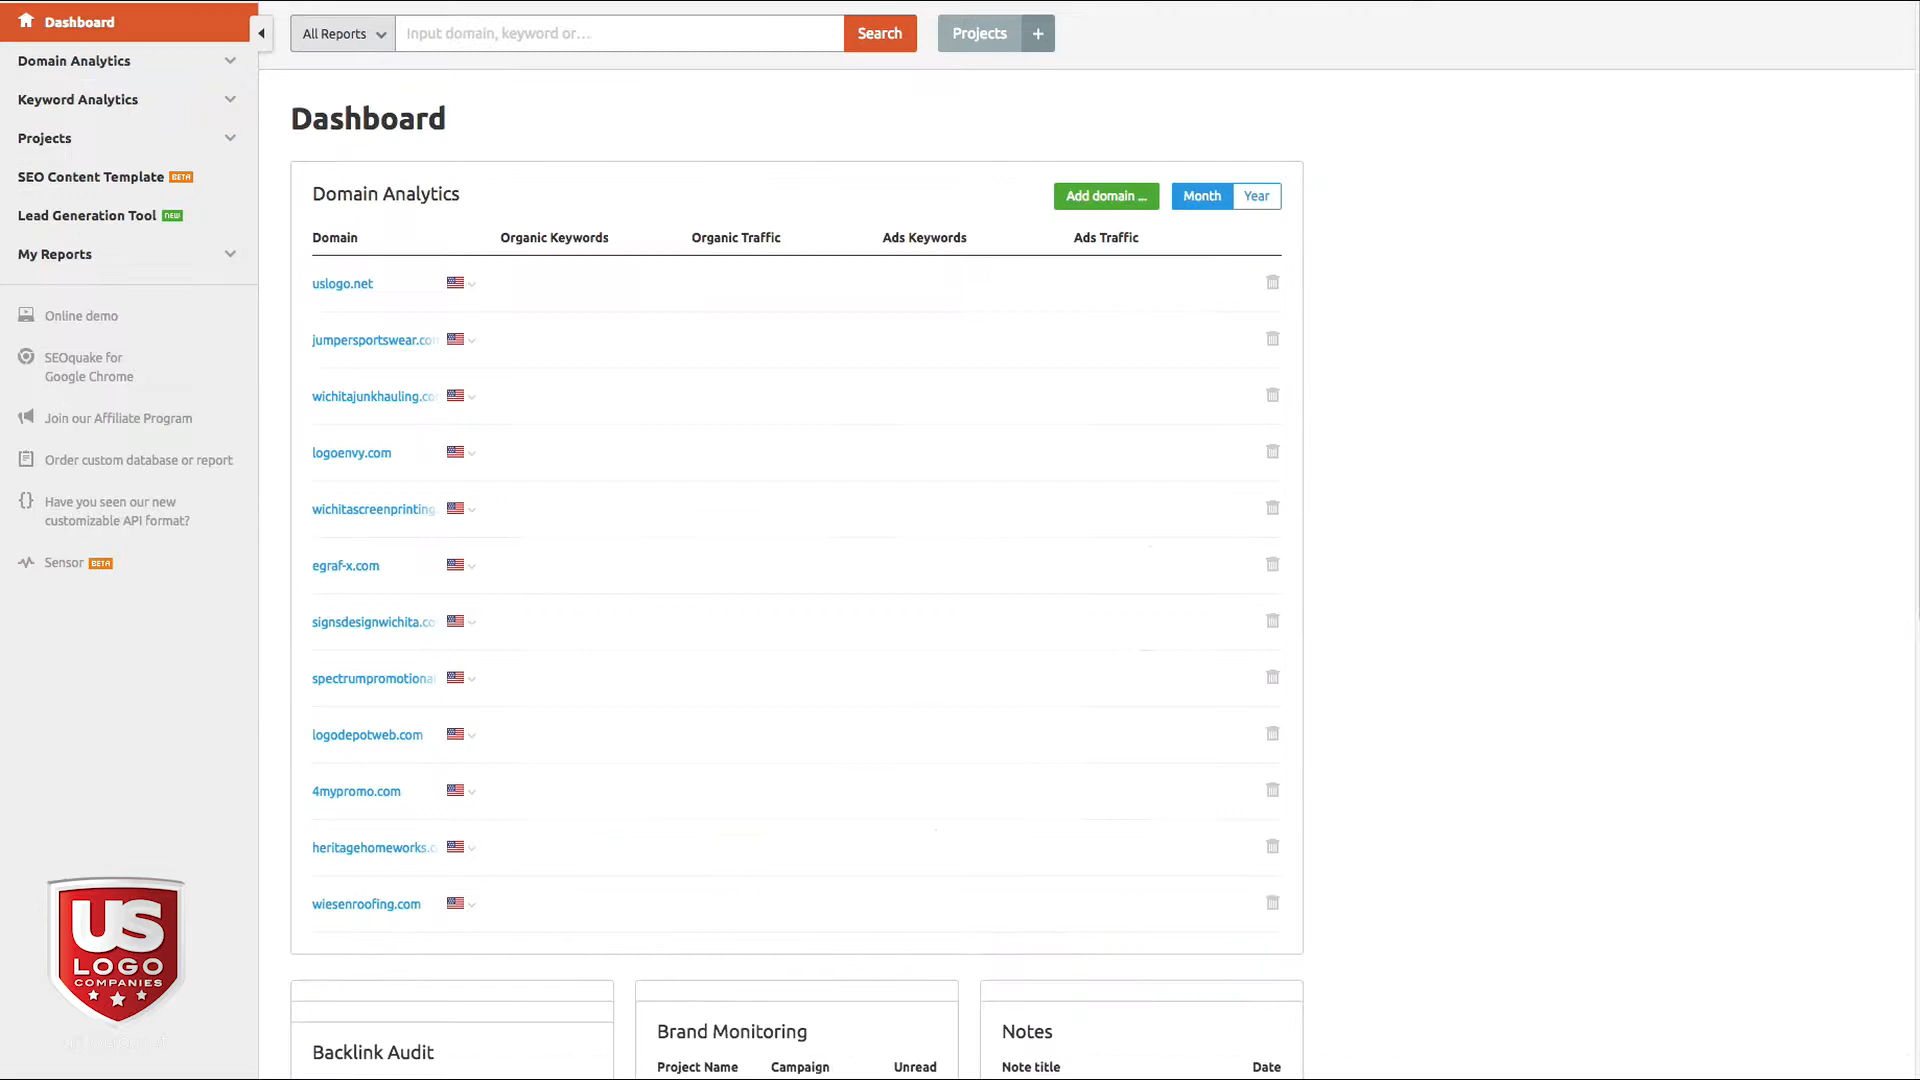 Dashboard
Domain Analytics
Keyword Analytics
Projects
SEO Content Template BETA
Lead Generation Tool NEW
My Reports
Online demo
SEOquake for
Google Chrome
Join our Affiliate Program
Order custom database or report
Have you seen our new
customizable API format?
Sensor BETA
US
LOGO
COMPANIES
All Reports
Input domain, keyword or...
Search
Projects +
Dashboard
Domain Analytics
Add domain ...
Month Year
Domain Organic Keywords Organic Traffic Ads Keywords Ads Traffic
uslogo.net
jumpersportswear.com
wichitajunkhauling.co
logoenvy.com
wichitascreenprinting
egraf-x.com
signsdesignwichita.co
spectrumpromotional
logodepotweb.com
4mypromo.com
heritagehomeworks.c
wiesenroofing.com
Backlink Audit
Brand Monitoring
Project Name Campaign Unread
Notes
Note title Date